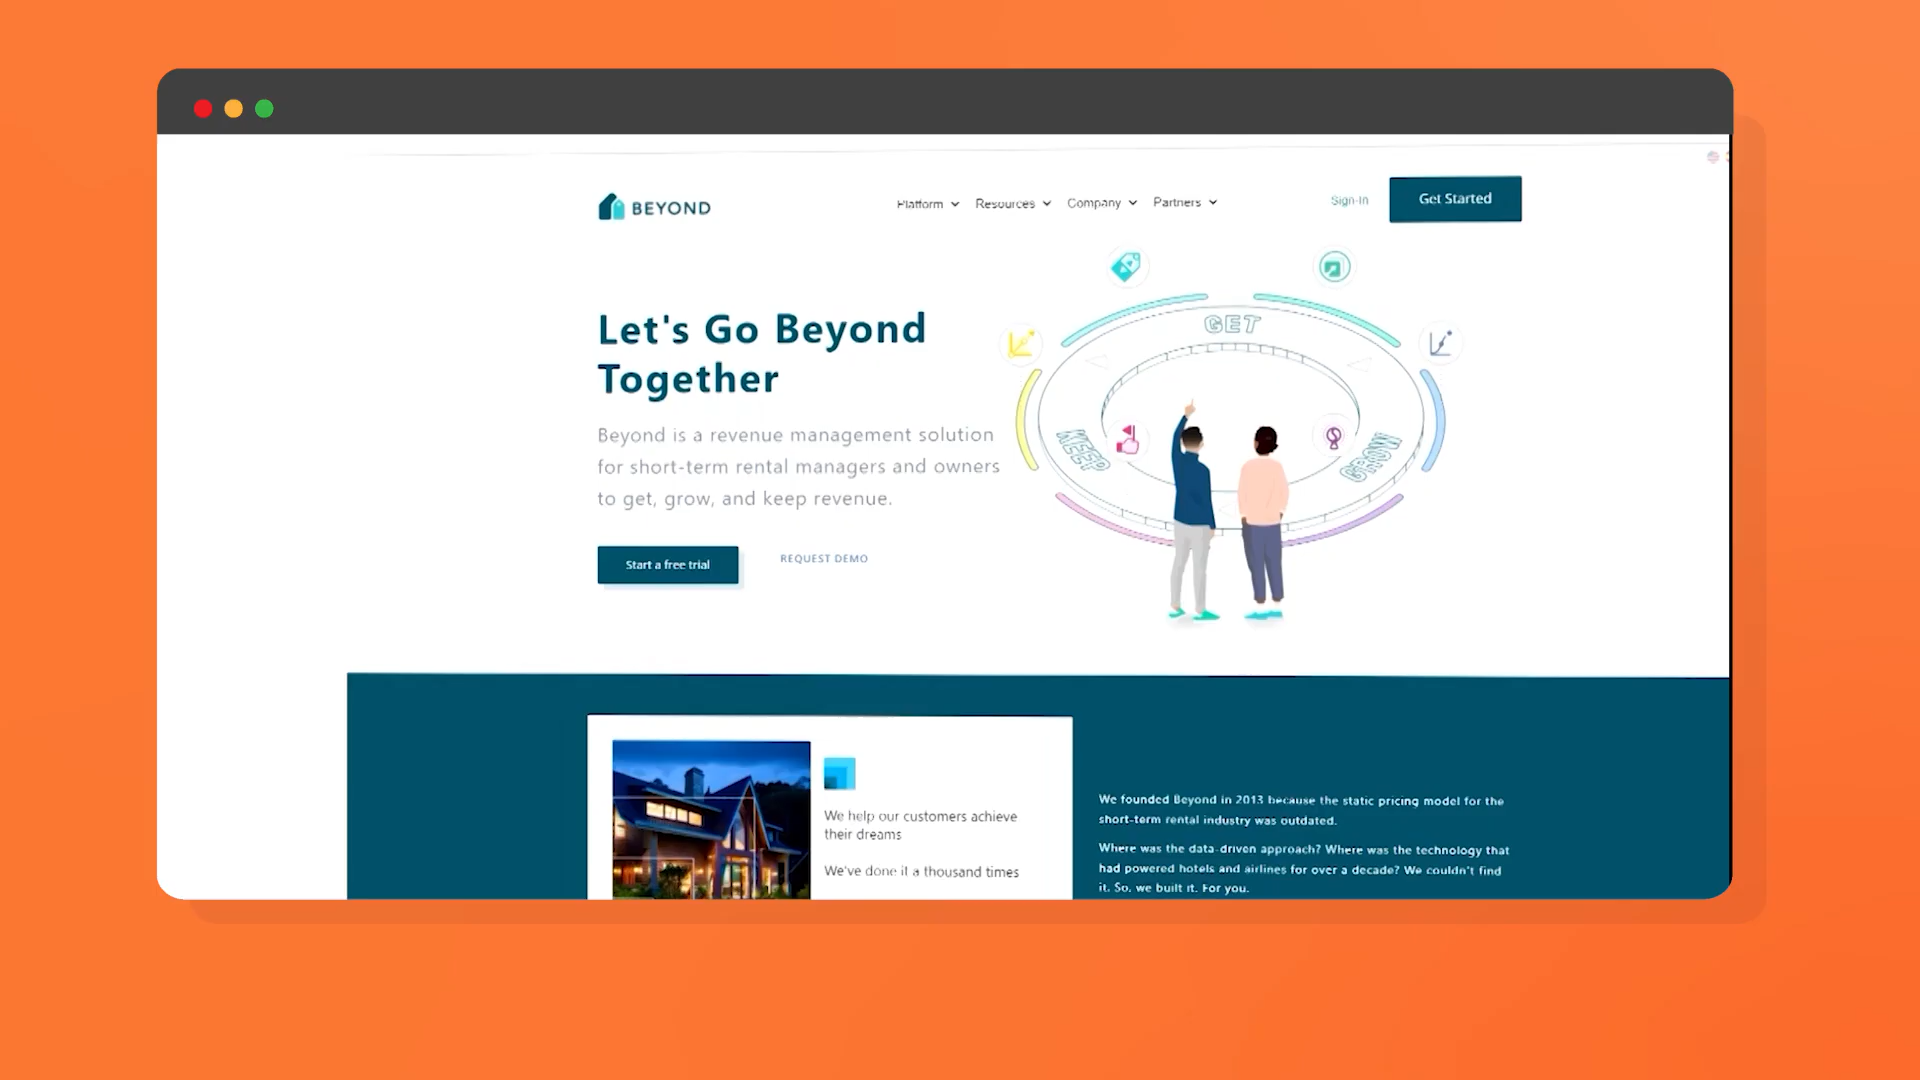 BEYOND
Platform
Resources
Company
Partners
Sign-In
Get Started
Let's Go Beyond
Together
Beyond is a revenue management solution
for short-term rental managers and owners
to get, grow, and keep revenue.
Start a free trial
REQUEST DEMO
GET
KEEP
GROW
We help our customers achieve
their dreams
We've done it a thousand times
We founded Beyond in 2013 because the static pricing model for the
short-term rental industry was outdated.
Where was the data-driven approach? Where was the technology that
had powered hotels and airlines for over a decade? We couldn't find
it. So, we built it. For you.